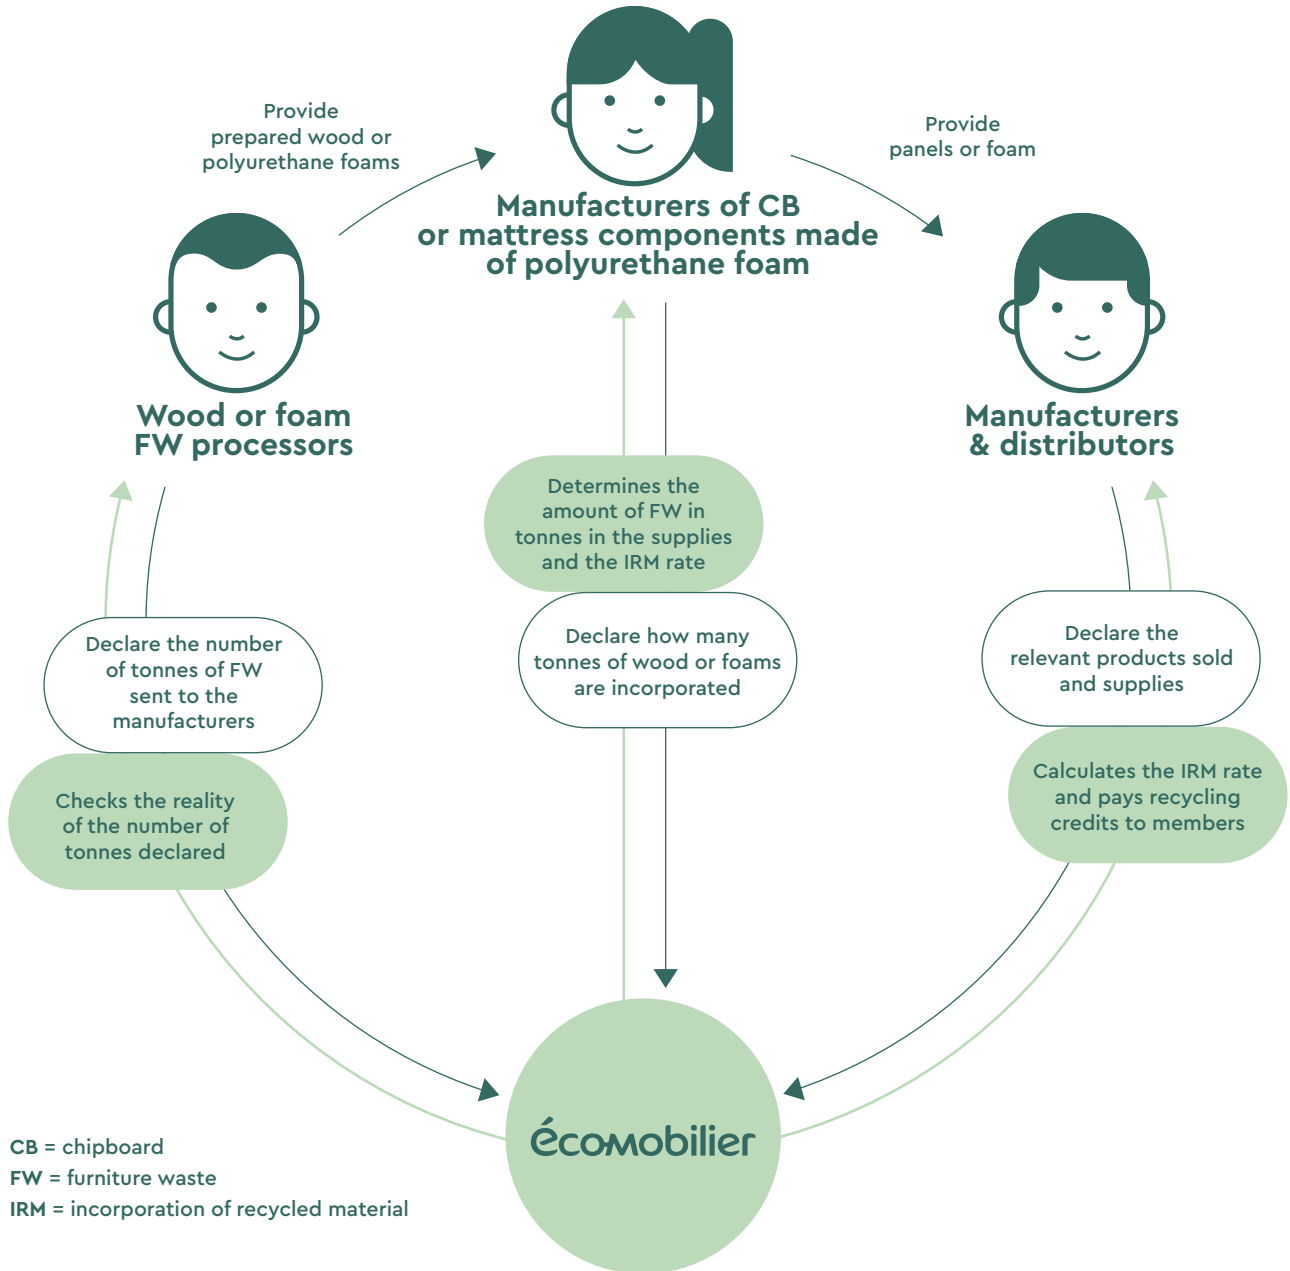 Provide
prepared wood or
polyurethane foams
Provide
panels or foam
Manufacturers of CB
or mattress components made
of polyurethane foam
Wood or foam
FW processors
Manufacturers
& distributors
Determines the
amount of FW in
tonnes in the supplies
and the IRM rate
Declare the number
of tonnes of FW
sent to the
manufacturers
Declare how many
tonnes of wood or foams
are incorporated
Declare the
relevant products sold
and supplies
Checks the reality
of the number of
tonnes declared
Calculates the IRM rate
and pays recycling
credits to members
écomobilier
CB = chipboard
FW = furniture waste
IRM = incorporation of recycled material